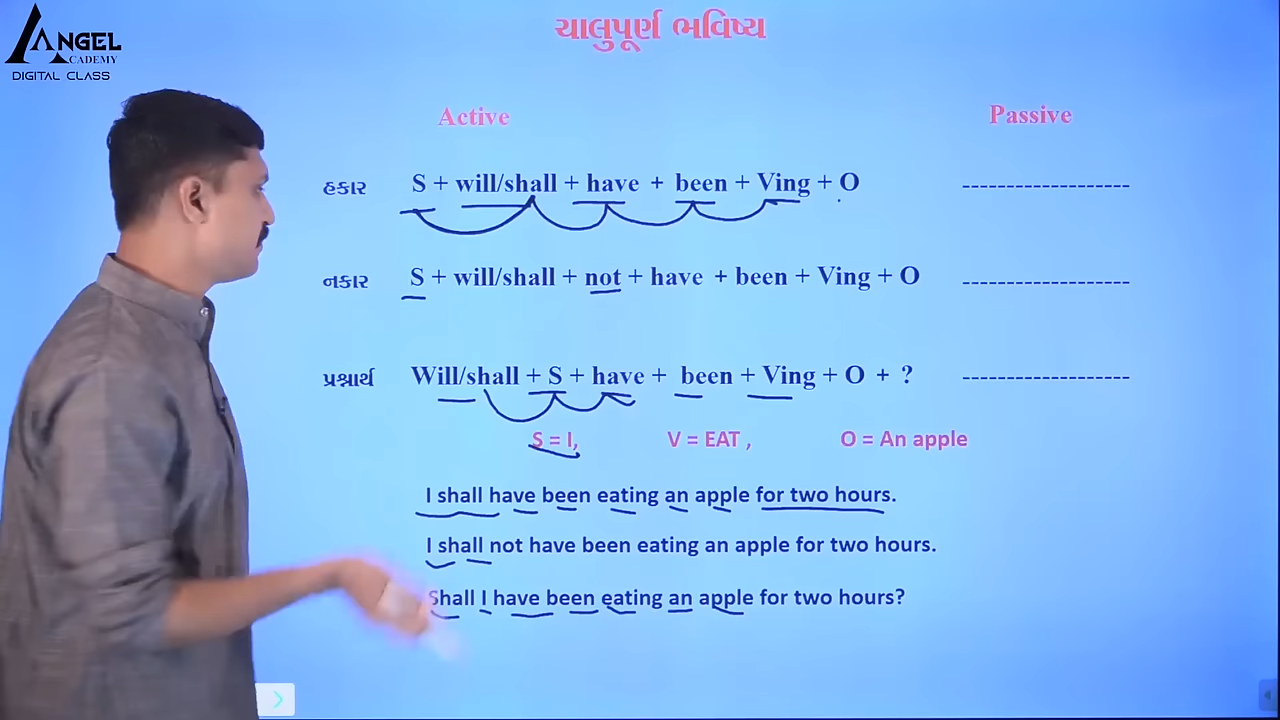 ANGEL
ACADEMY
DIGITAL CLASS
ચાલુપૂર્ણ ભવિષ્ય
Active Passive
હકાર S + will/shall + have + been + Ving + O -------------------
નકાર S + will/shall + not + have + been + Ving + O -------------------
પ્રશ્નાર્થ Will/shall + S + have + been + Ving + O + ? -------------------
S = I, V = EAT , O = An apple
I shall have been eating an apple for two hours.
I shall not have been eating an apple for two hours.
Shall I have been eating an apple for two hours?